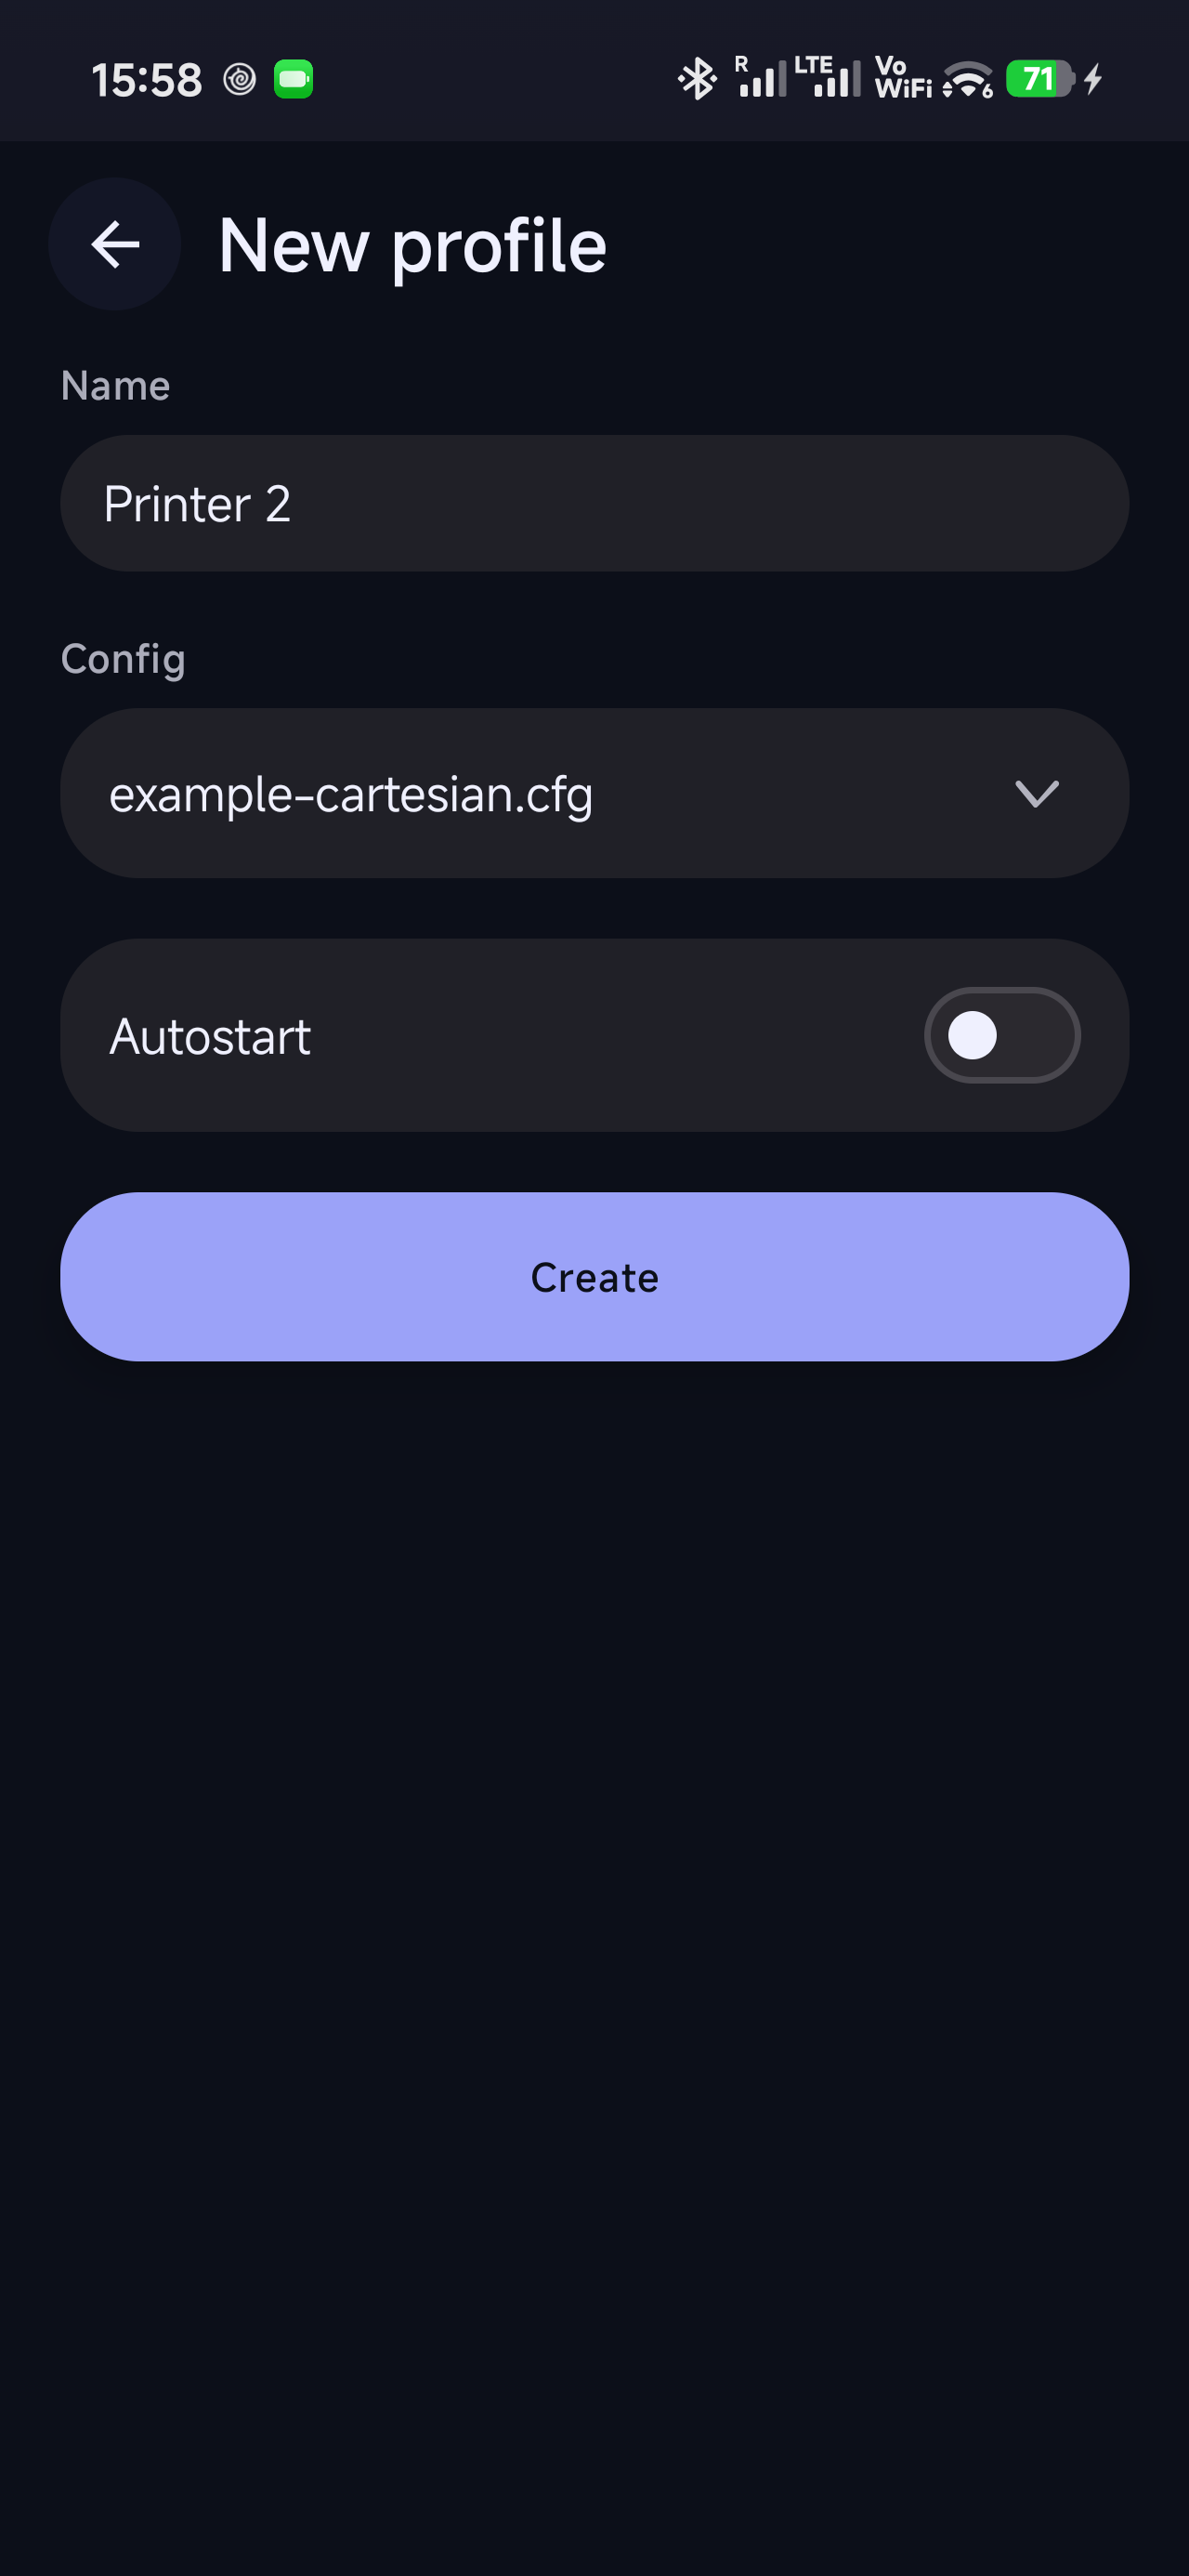 15:58
R LTE Vo WiFi 6 71
New profile
Name
Printer 2
Config
example-cartesian.cfg
Autostart
Create